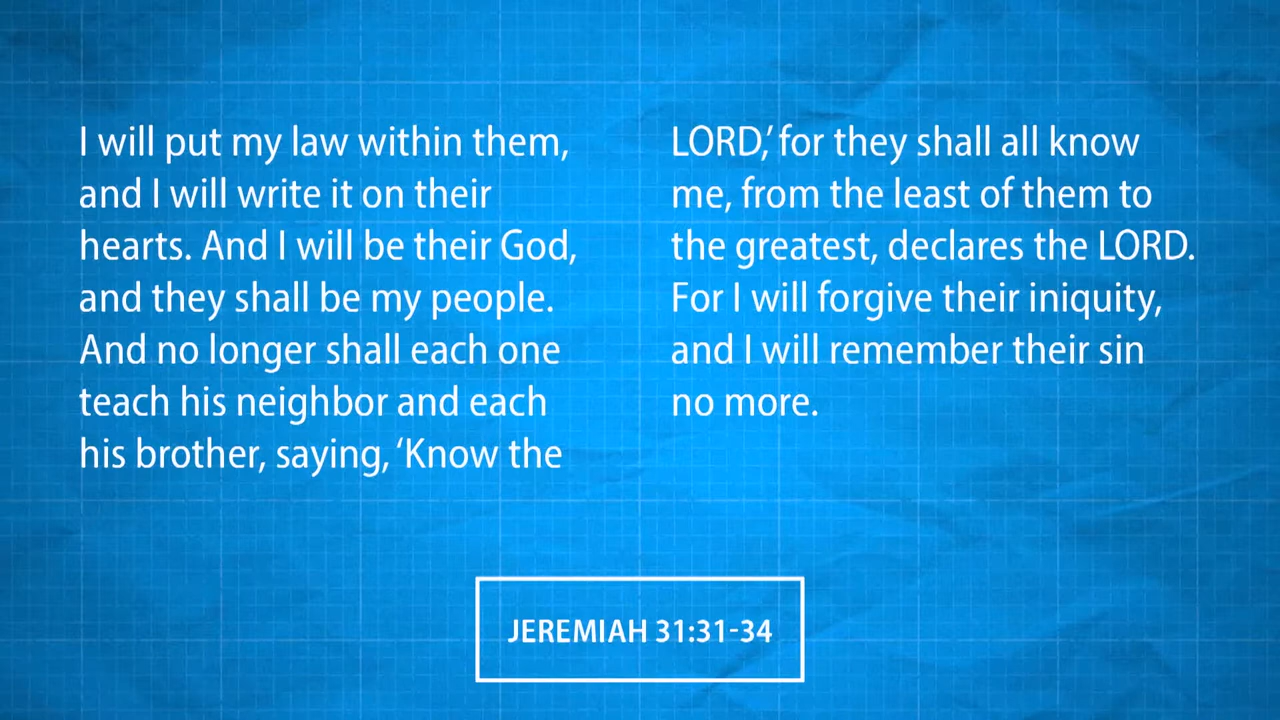 I will put my law within them,
and I will write it on their
hearts. And I will be their God,
and they shall be my people.
And no longer shall each one
teach his neighbor and each
his brother, saying, ‘Know the
LORD,’ for they shall all know
me, from the least of them to
the greatest, declares the LORD.
For I will forgive their iniquity,
and I will remember their sin
no more.
JEREMIAH 31:31-34